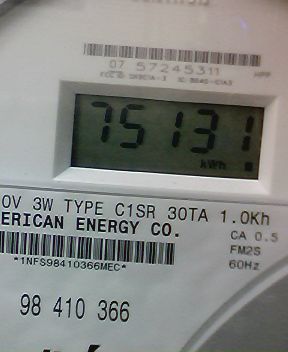 07 57245311 HPP
75131
kWh
0V 3W TYPE C1SR 30TA 1.0Kh
ERICAN ENERGY CO. CA 0.5
FM2S
*1NFS98410366MEC* 60Hz
98 410 366